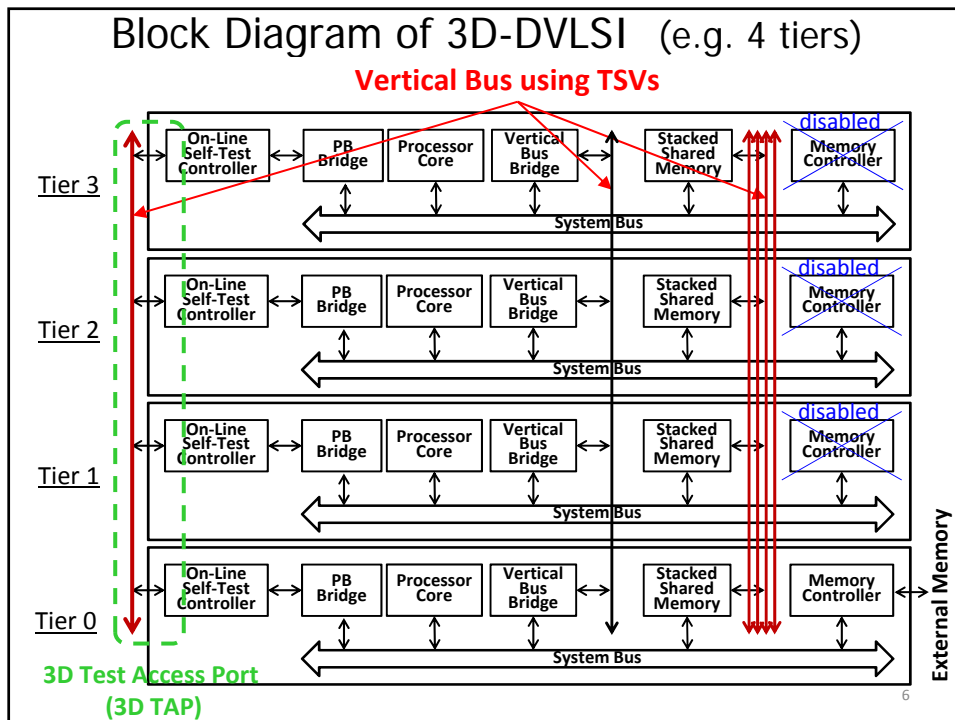 Block Diagram of 3D-DVLSI (e.g. 4 tiers)
Vertical Bus using TSVs
Tier 3
On-Line
Self-Test
Controller
PB
Bridge
Processor
Core
Vertical
Bus
Bridge
Stacked
Shared
Memory
disabled
Memory
Controller
System Bus
Tier 2
On-Line
Self-Test
Controller
PB
Bridge
Processor
Core
Vertical
Bus
Bridge
Stacked
Shared
Memory
disabled
Memory
Controller
System Bus
Tier 1
On-Line
Self-Test
Controller
PB
Bridge
Processor
Core
Vertical
Bus
Bridge
Stacked
Shared
Memory
disabled
Memory
Controller
System Bus
Tier 0
On-Line
Self-Test
Controller
PB
Bridge
Processor
Core
Vertical
Bus
Bridge
Stacked
Shared
Memory
Memory
Controller
System Bus
External Memory
3D Test Access Port
(3D TAP)
6